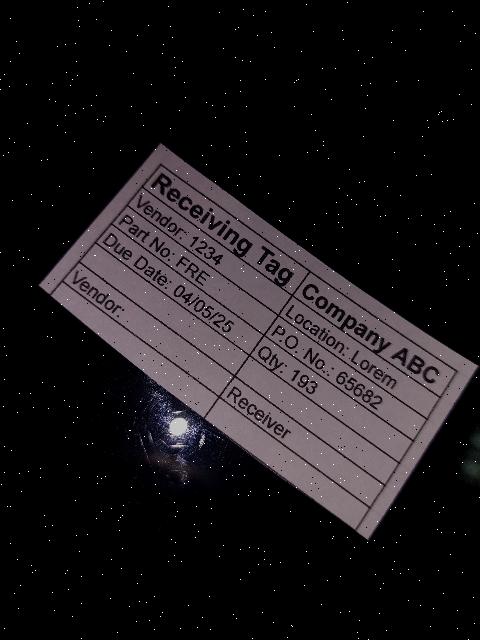 Receiving Tag Company ABC
Vendor: 1234 Location: Lorem
Part No: FRE P.O. No.: 65682
Due Date: 04/05/25 Qty: 193
Vendor: Receiver